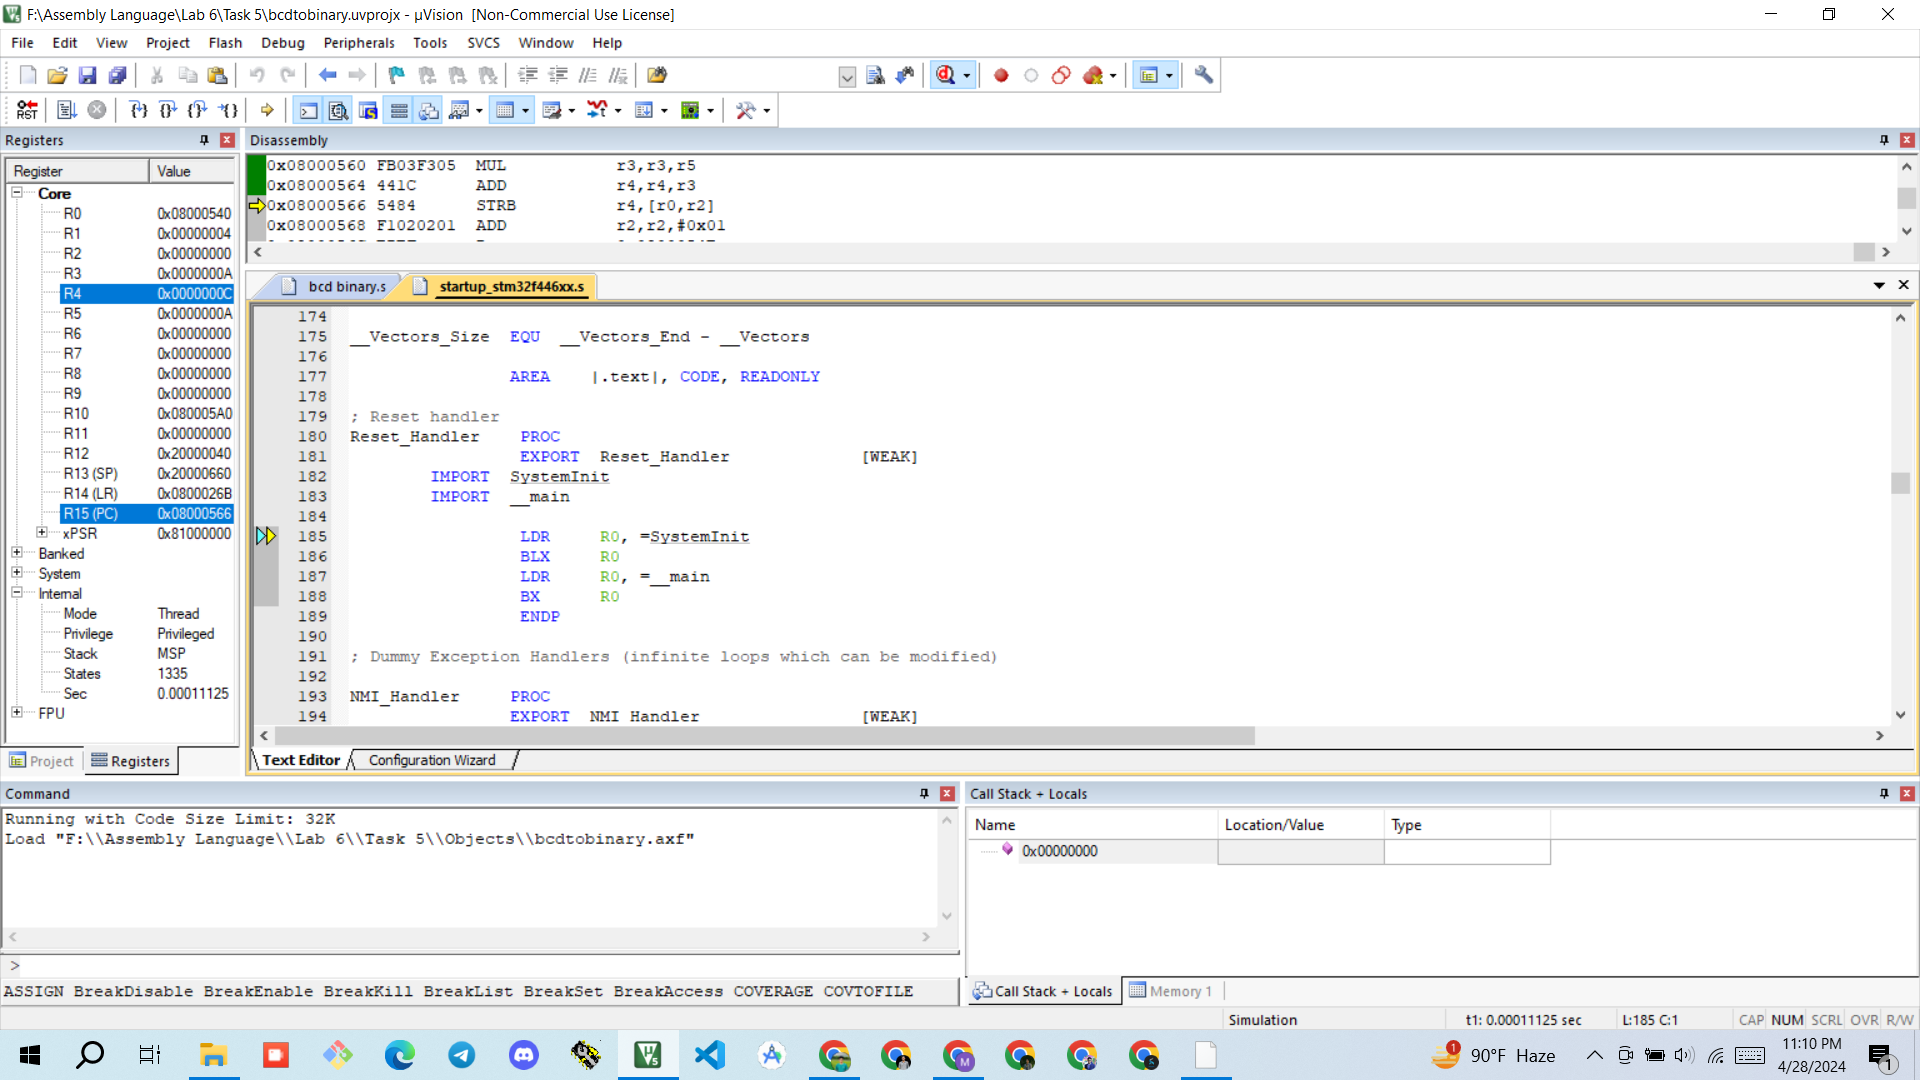 F:\Assembly Language\Lab 6\Task 5\bcdtobinary.uvprojx - µVision [Non-Commercial Use License]
File Edit View Project Flash Debug Peripherals Tools SVCS Window Help
Registers
Register Value
Core
R0 0x08000540
R1 0x00000004
R2 0x00000000
R3 0x0000000A
R4 0x0000000C
R5 0x0000000A
R6 0x00000000
R7 0x00000000
R8 0x00000000
R9 0x00000000
R10 0x080005A0
R11 0x00000000
R12 0x20000040
R13 (SP) 0x20000660
R14 (LR) 0x0800026B
R15 (PC) 0x08000566
xPSR 0x81000000
Banked
System
Internal
Mode Thread
Privilege Privileged
Stack MSP
States 1335
Sec 0.00011125
FPU
Project Registers
Disassembly
0x08000560 FB03F305 MUL r3,r3,r5
0x08000564 441C ADD r4,r4,r3
0x08000566 5484 STRB r4,[r0,r2]
0x08000568 F1020201 ADD r2,r2,#0x01
bcd binary.s startup_stm32f446xx.s
174
175 __Vectors_Size EQU __Vectors_End - __Vectors
176
177 AREA |.text|, CODE, READONLY
178
179 ; Reset handler
180 Reset_Handler PROC
181 EXPORT Reset_Handler [WEAK]
182 IMPORT SystemInit
183 IMPORT __main
184
185 LDR R0, =SystemInit
186 BLX R0
187 LDR R0, =__main
188 BX R0
189 ENDP
190
191 ; Dummy Exception Handlers (infinite loops which can be modified)
192
193 NMI_Handler PROC
194 EXPORT NMI_Handler [WEAK]
Text Editor Configuration Wizard
Command
Running with Code Size Limit: 32K
Load "F:\\Assembly Language\\Lab 6\\Task 5\\Objects\\bcdtobinary.axf"
>
ASSIGN BreakDisable BreakEnable BreakKill BreakList BreakSet BreakAccess COVERAGE COVTOFILE
Call Stack + Locals
Name Location/Value Type
0x00000000
Call Stack + Locals Memory 1
Simulation t1: 0.00011125 sec L:185 C:1 CAP NUM SCRL OVR R/W
90°F Haze
11:10 PM
4/28/2024